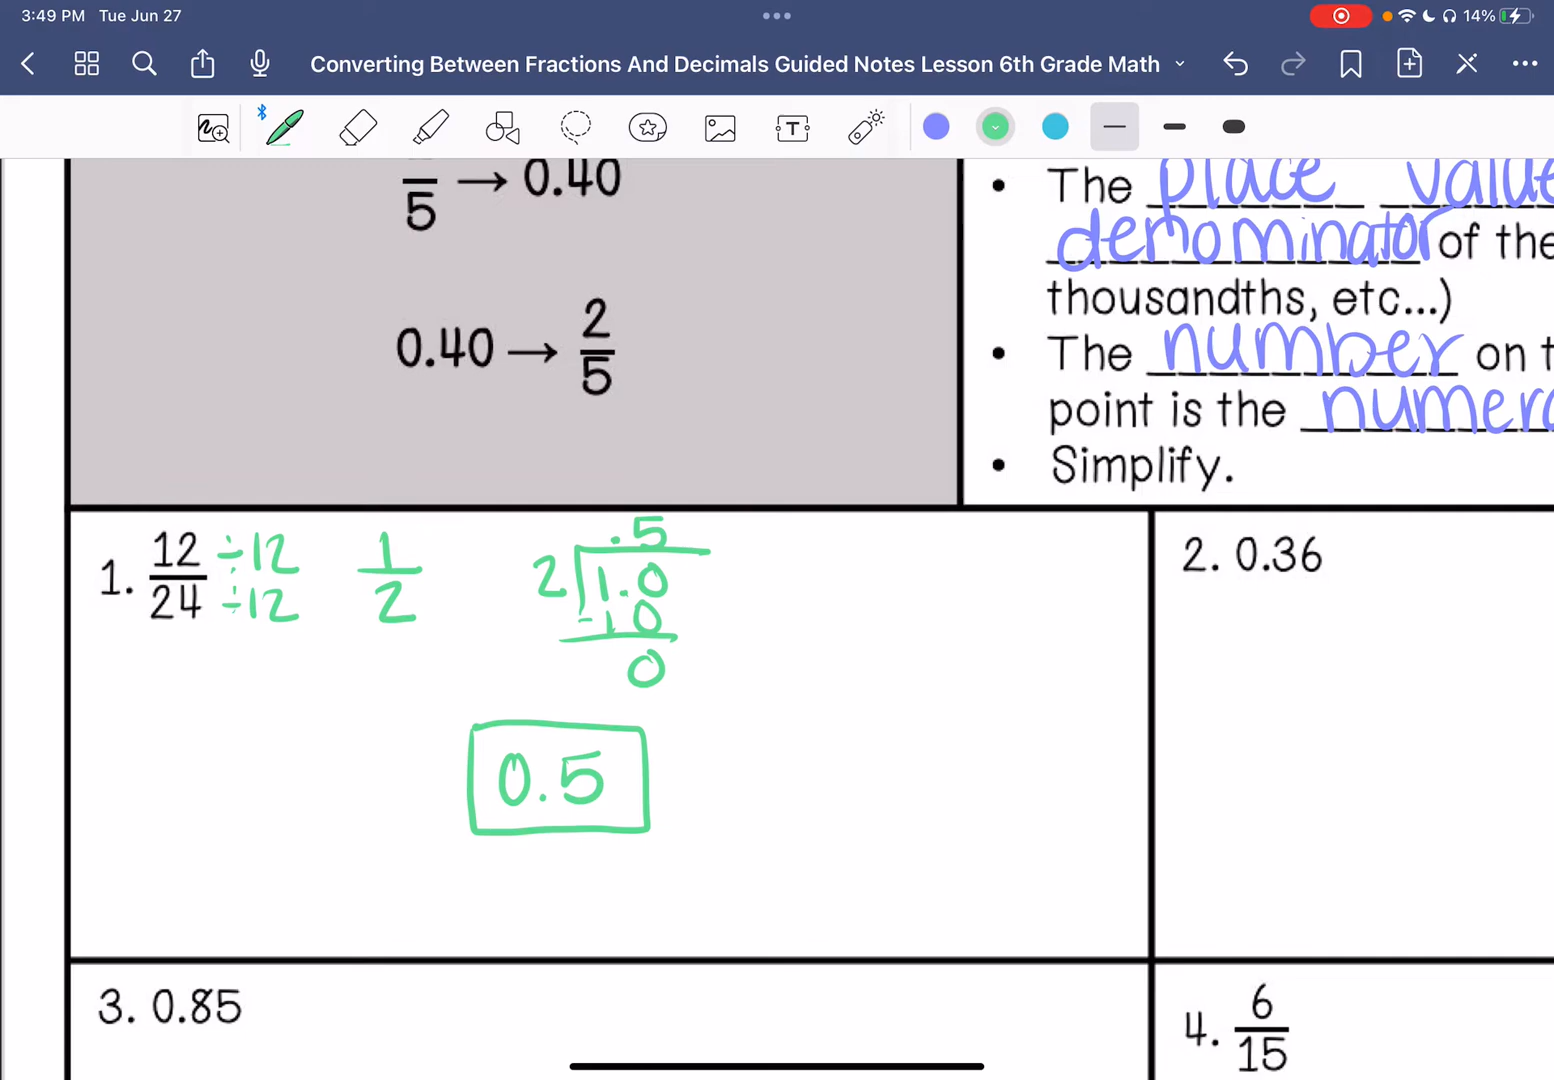 3:49 PM Tue Jun 27
14%
Converting Between Fractions And Decimals Guided Notes Lesson 6th Grade Math
T
5 → 0.40
0.40 → 2/5
• The place value
denominator of the
thousandths, etc...)
• The number on
point is the
• Simplify.
1. 12/24 ÷12/÷12 1/2
.5
2 1.0
-1.0
0
0.5
2. 0.36
3. 0.85
4. 6/15